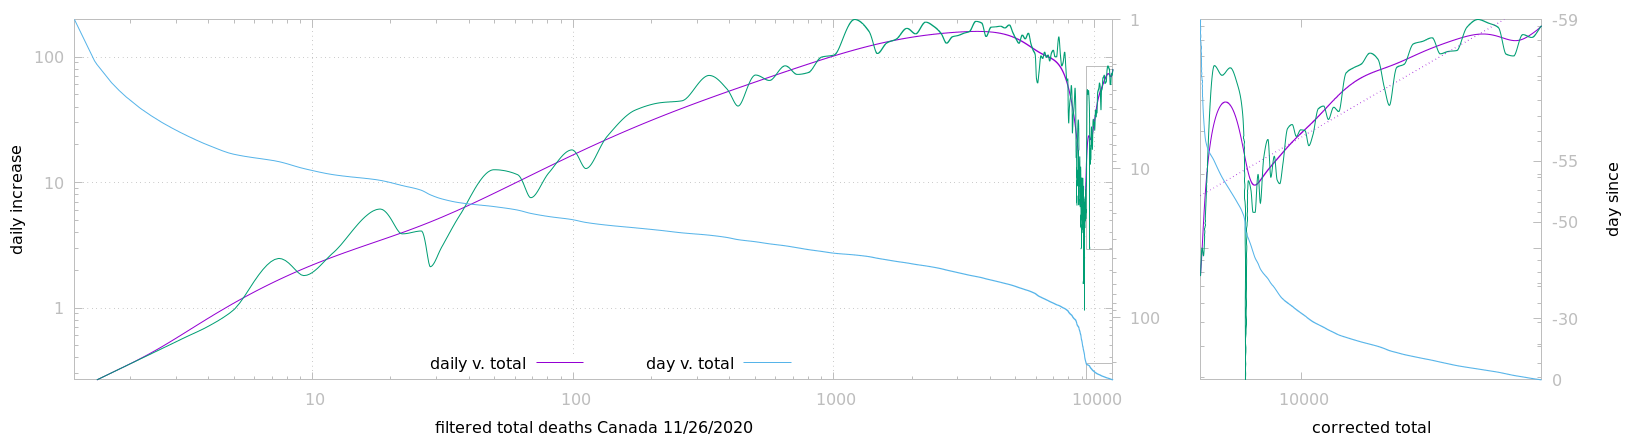 daily increase
100
10
1
daily v. total
day v. total
10
100
1000
10000
filtered total deaths Canada 11/26/2020
1
10
100
10000
corrected total
-59
-55
-50
-30
0
day since